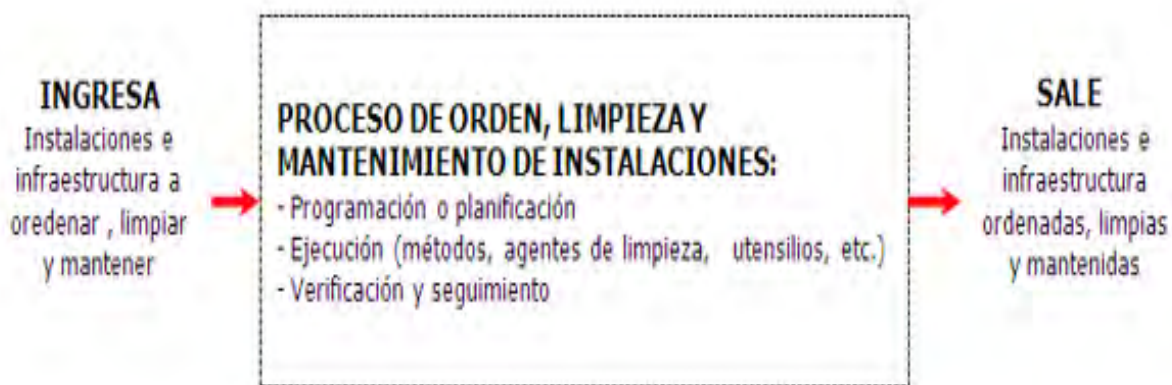 INGRESA
Instalaciones e
infraestructura a
oredenar , limpiar
y mantener
PROCESO DE ORDEN, LIMPIEZA Y
MANTENIMIENTO DE INSTALACIONES:
- Programación o planificación
- Ejecución (métodos, agentes de limpieza, utensilios, etc.)
- Verificación y seguimiento
SALE
Instalaciones e
infraestructura
ordenadas, limpias
y mantenidas